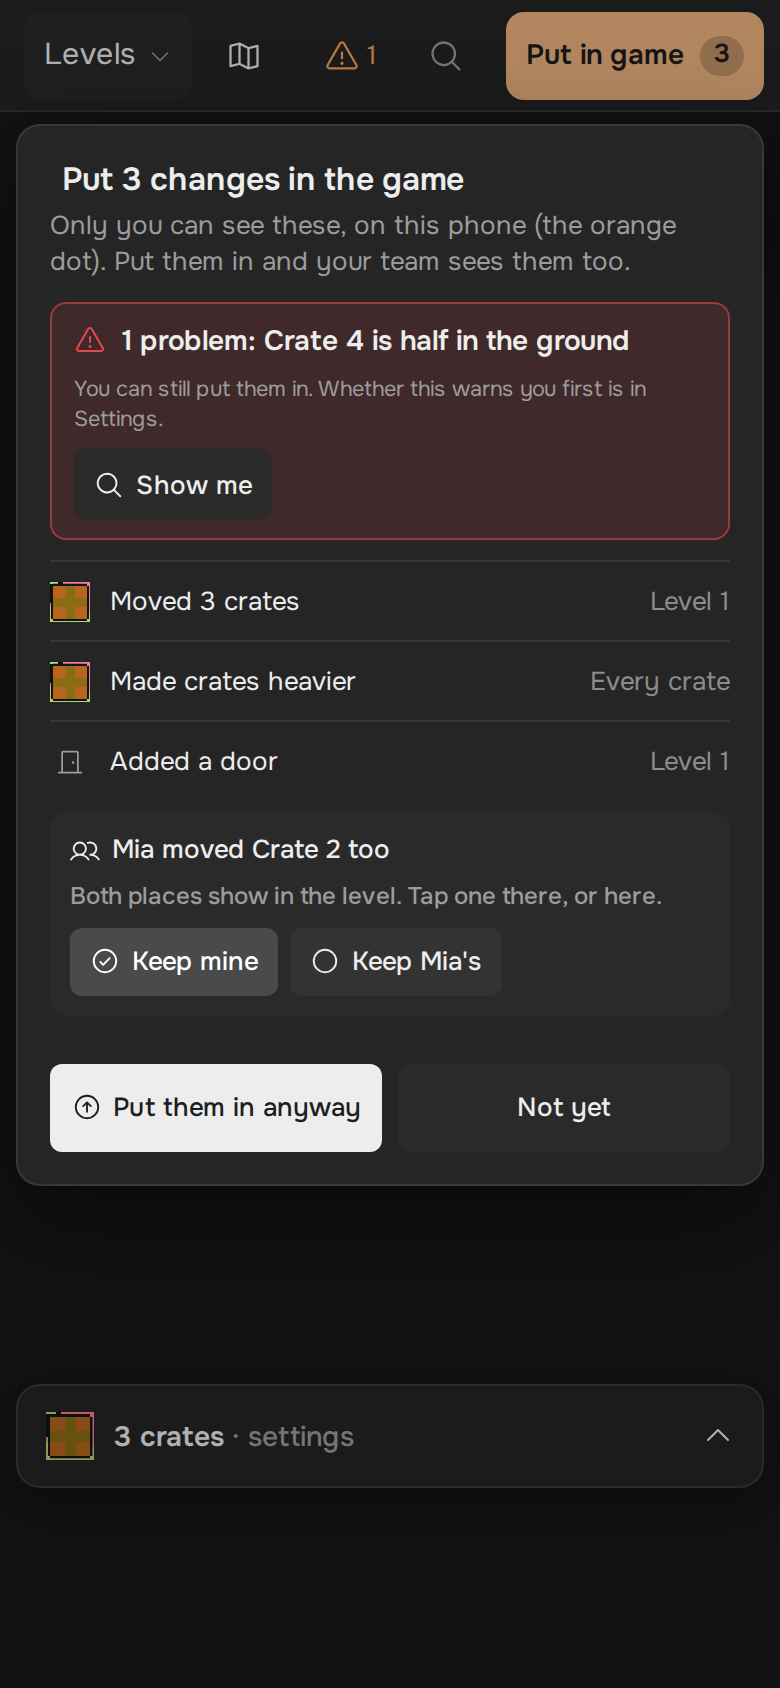 Levels
1
Put in game 3
Put 3 changes in the game
Only you can see these, on this phone (the orange
dot). Put them in and your team sees them too.
1 problem: Crate 4 is half in the ground
You can still put them in. Whether this warns you first is in
Settings.
Show me
Moved 3 crates Level 1
Made crates heavier Every crate
Added a door Level 1
Mia moved Crate 2 too
Both places show in the level. Tap one there, or here.
Keep mine Keep Mia's
Put them in anyway Not yet
3 crates · settings